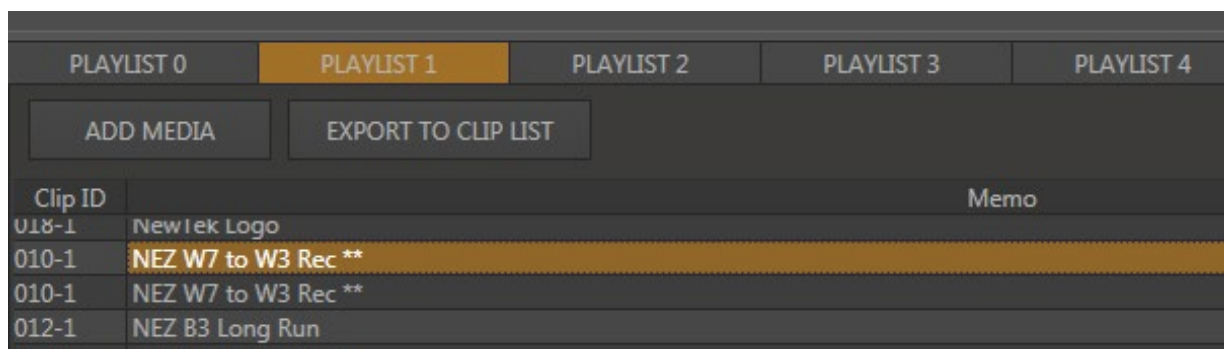 PLAYLIST 0 PLAYLIST 1 PLAYLIST 2 PLAYLIST 3 PLAYLIST 4
ADD MEDIA EXPORT TO CLIP LIST
Clip ID Memo
018-1 NewTek Logo
010-1 NEZ W7 to W3 Rec **
010-1 NEZ W7 to W3 Rec **
012-1 NEZ B3 Long Run